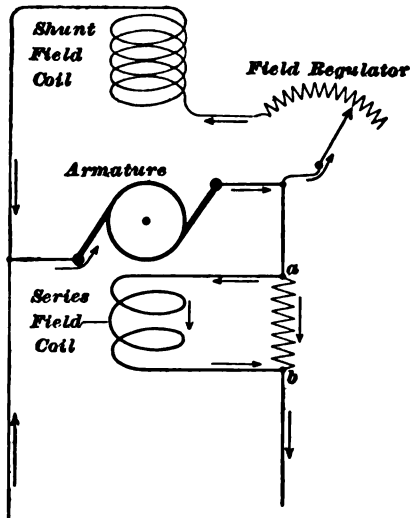 Shunt
Field
Coil
Field Regulator
Armature
a
Series
Field
Coil
b